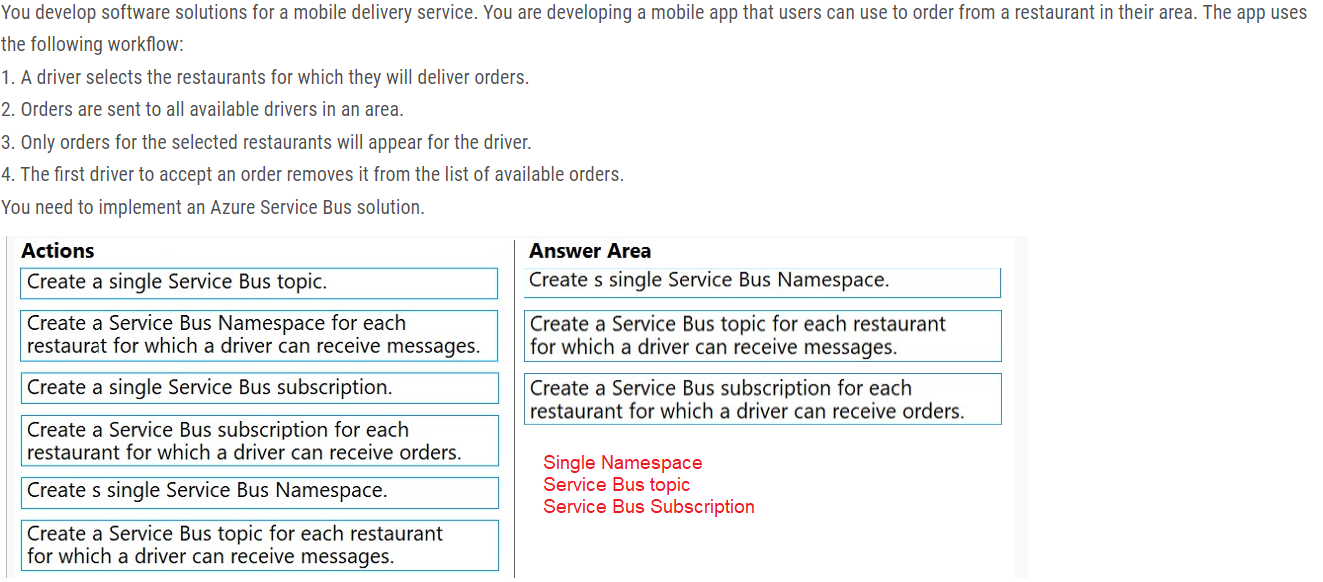 You develop software solutions for a mobile delivery service. You are developing a mobile app that users can use to order from a restaurant in their area. The app uses
the following workflow:
1. A driver selects the restaurants for which they will deliver orders.
2. Orders are sent to all available drivers in an area.
3. Only orders for the selected restaurants will appear for the driver.
4. The first driver to accept an order removes it from the list of available orders.
You need to implement an Azure Service Bus solution.
Actions
Create a single Service Bus topic.
Create a Service Bus Namespace for each
restaurat for which a driver can receive messages.
Create a single Service Bus subscription.
Create a Service Bus subscription for each
restaurant for which a driver can receive orders.
Create s single Service Bus Namespace.
Create a Service Bus topic for each restaurant
for which a driver can receive messages.
Answer Area
Create s single Service Bus Namespace.
Create a Service Bus topic for each restaurant
for which a driver can receive messages.
Create a Service Bus subscription for each
restaurant for which a driver can receive orders.
Single Namespace
Service Bus topic
Service Bus Subscription